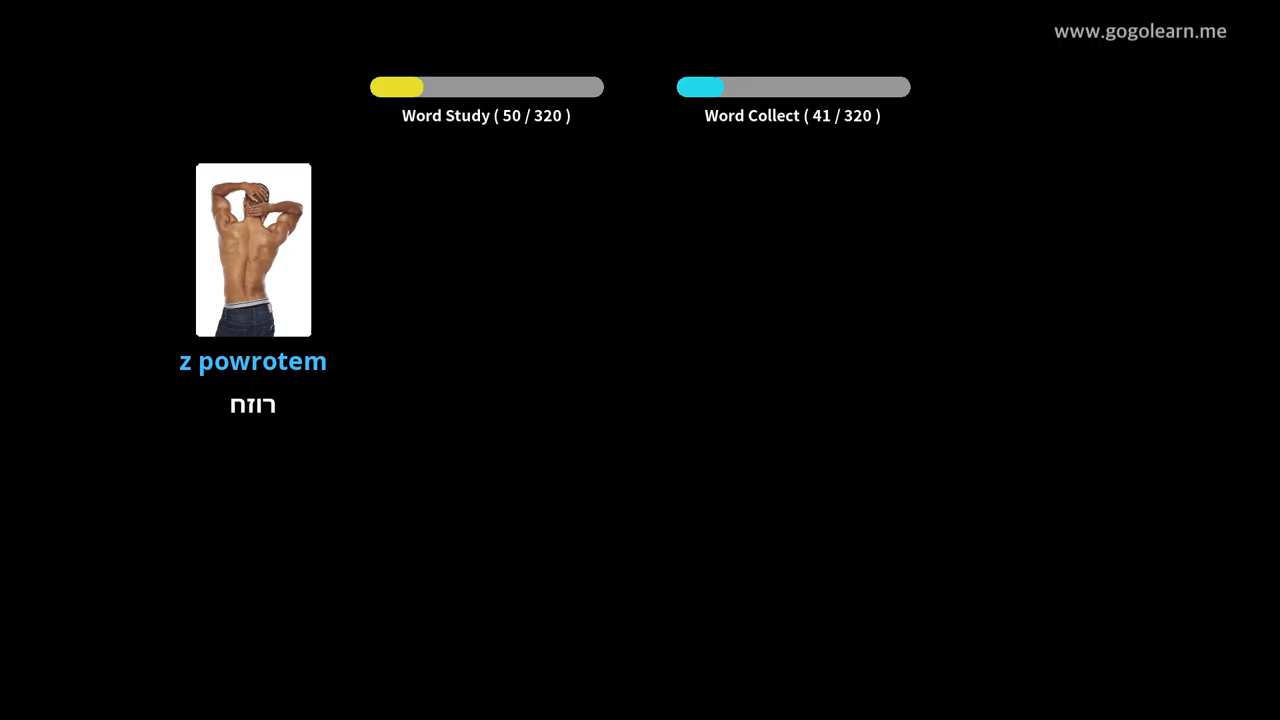 www.gogolearn.me
Word Study ( 50 / 320 )
Word Collect ( 41 / 320 )
z powrotem
רוזח